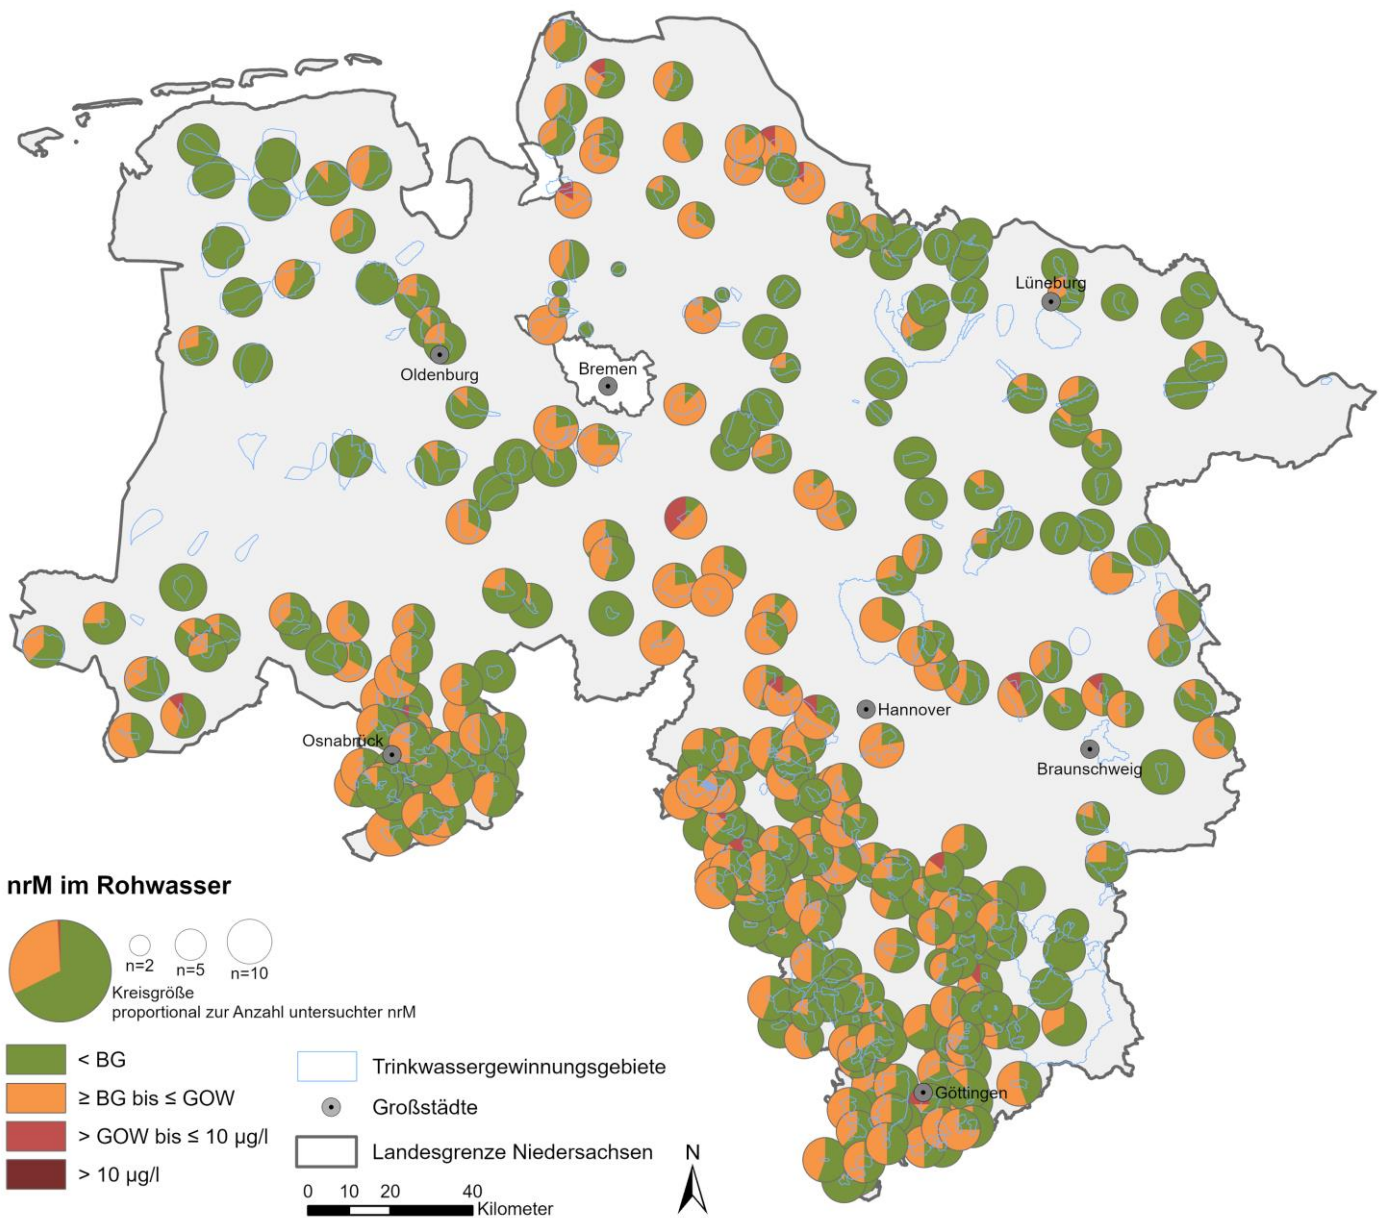 Lüneburg
Oldenburg
Bremen
Hannover
Osnabrück
Braunschweig
Göttingen
nrM im Rohwasser
n=2
n=5
n=10
Kreisgröße
proportional zur Anzahl untersuchter nrM
< BG
≥ BG bis ≤ GOW
> GOW bis ≤ 10 µg/l
> 10 µg/l
Trinkwassergewinnungsgebiete
Großstädte
Landesgrenze Niedersachsen
0 10 20 40
Kilometer
N